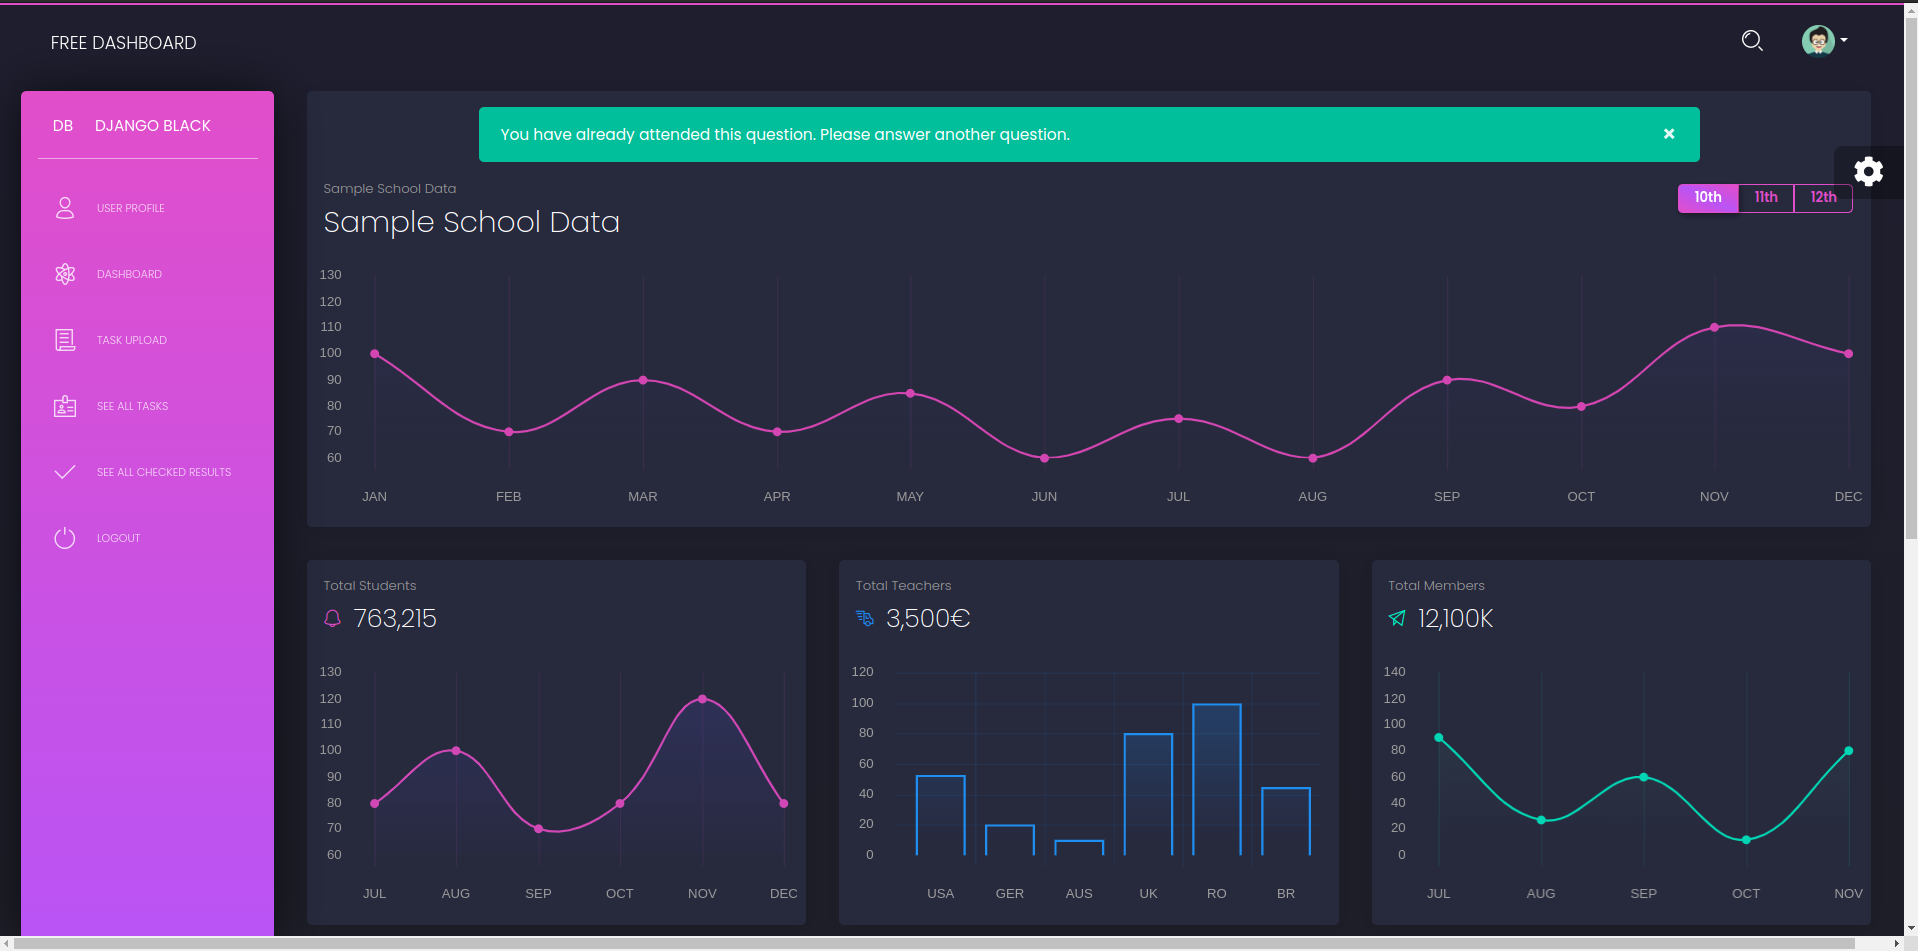 FREE DASHBOARD
DB DJANGO BLACK
USER PROFILE
DASHBOARD
TASK UPLOAD
SEE ALL TASKS
SEE ALL CHECKED RESULTS
LOGOUT
You have already attended this question. Please answer another question. ×
Sample School Data
Sample School Data
10th 11th 12th
130
120
110
100
90
80
70
60
JAN FEB MAR APR MAY JUN JUL AUG SEP OCT NOV DEC
Total Students
763,215
130
120
110
100
90
80
70
60
JUL AUG SEP OCT NOV DEC
Total Teachers
3,500€
120
100
80
60
40
20
0
USA GER AUS UK RO BR
Total Members
12,100K
140
120
100
80
60
40
20
0
JUL AUG SEP OCT NOV